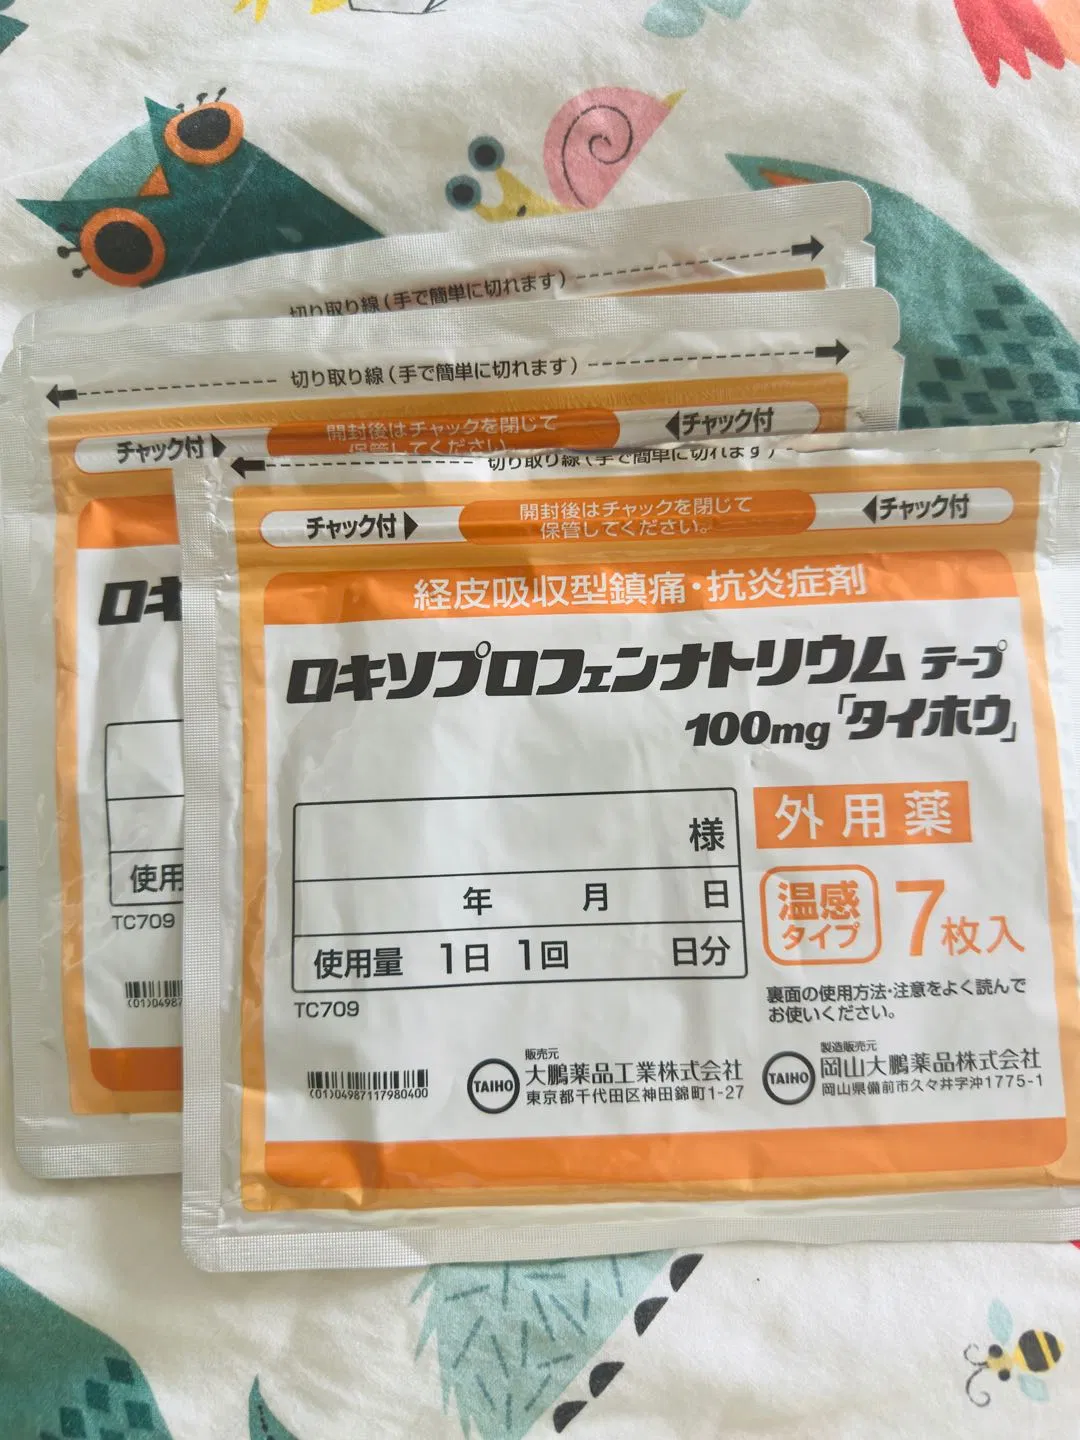 切り取り線(手で簡単に切れます)
切り取り線(手で簡単に切れます)
チャック付
開封後はチャックを閉じて
保管してください。
チャック付
切り取り線(手で簡単に切れます)
チャック付
開封後はチャックを閉じて
保管してください。
チャック付
経皮吸収型鎮痛・抗炎症剤
ロキソプロフェンナトリウム テープ
100mg「タイホウ」
様
年 月 日
使用量 1日 1回 日分
TC709
外用薬
温感
タイプ
7枚入
裏面の使用方法・注意をよく読んで
お使いください。
(01)04987117980400
TAIHO
販売元
大鵬薬品工業株式会社
東京都千代田区神田錦町1-27
TAIHO
製造販売元
岡山大鵬薬品株式会社
岡山県備前市久々井字沖1775-1
ロキ
使用
TC709
(01)0498